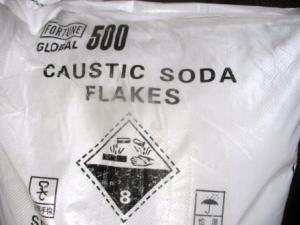 FORTUNE
GLOBAL 500
CAUSTIC SODA
FLAKES
8